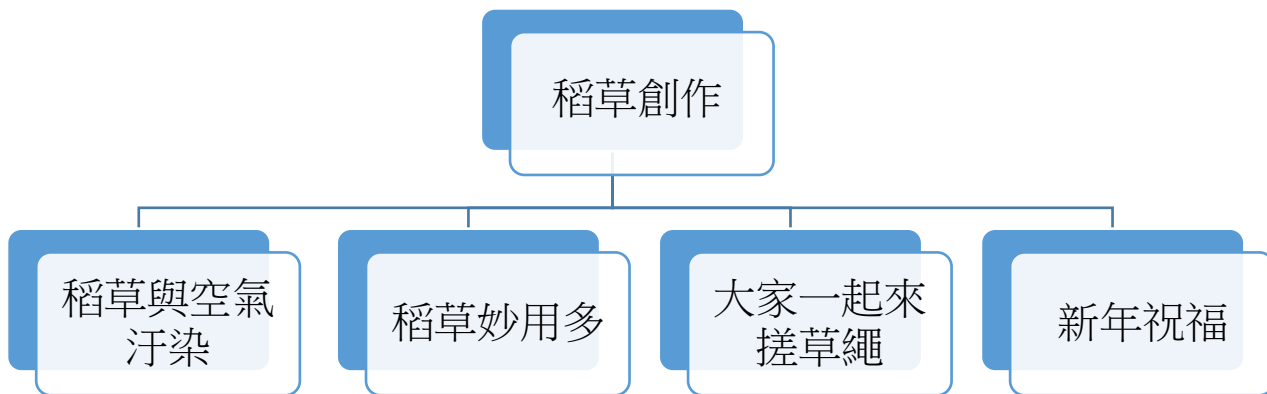 稻草創作
稻草與空氣
汙染
稻草妙用多
大家一起來
搓草繩
新年祝福